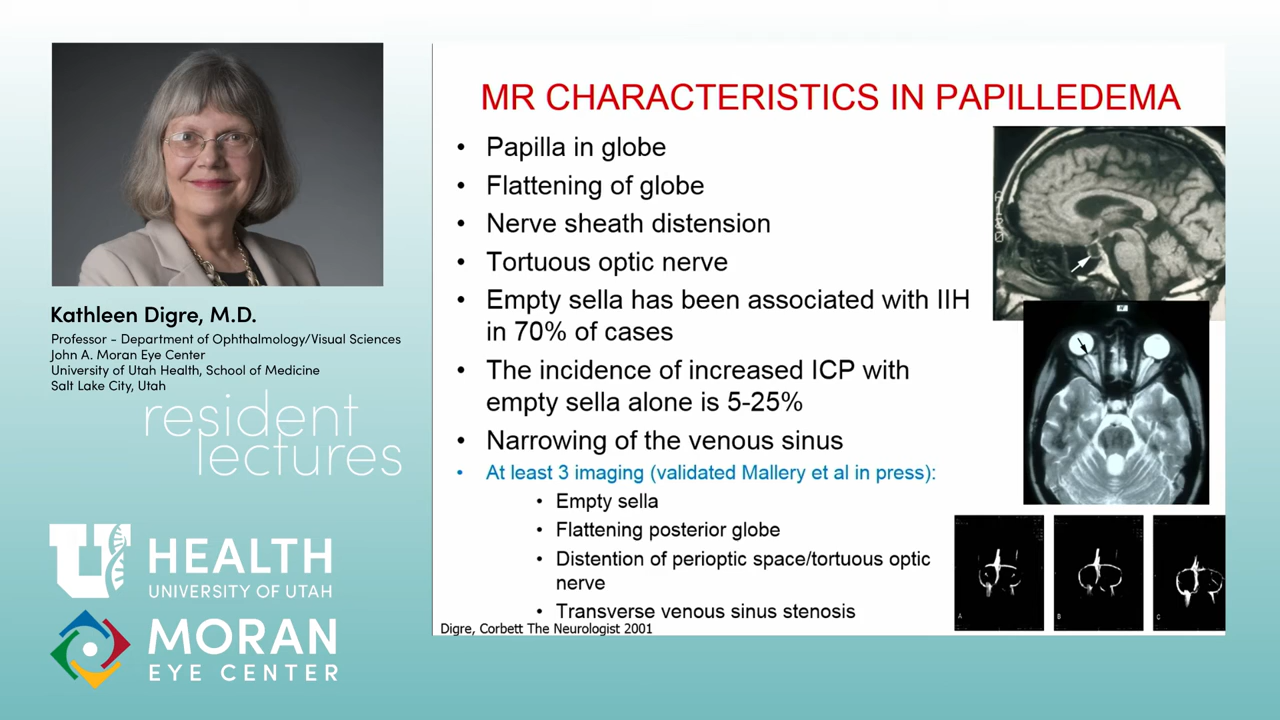 Kathleen Digre, M.D.
Professor - Department of Ophthalmology/Visual Sciences
John A. Moran Eye Center
University of Utah Health, School of Medicine
Salt Lake City, Utah
resident
lectures
U HEALTH
UNIVERSITY OF UTAH
MORAN
EYE CENTER
MR CHARACTERISTICS IN PAPILLEDEMA
• Papilla in globe
• Flattening of globe
• Nerve sheath distension
• Tortuous optic nerve
• Empty sella has been associated with IIH
in 70% of cases
• The incidence of increased ICP with
empty sella alone is 5-25%
• Narrowing of the venous sinus
• At least 3 imaging (validated Mallery et al in press):
• Empty sella
• Flattening posterior globe
• Distention of perioptic space/tortuous optic
nerve
• Transverse venous sinus stenosis
Digre, Corbett The Neurologist 2001
A
B
C